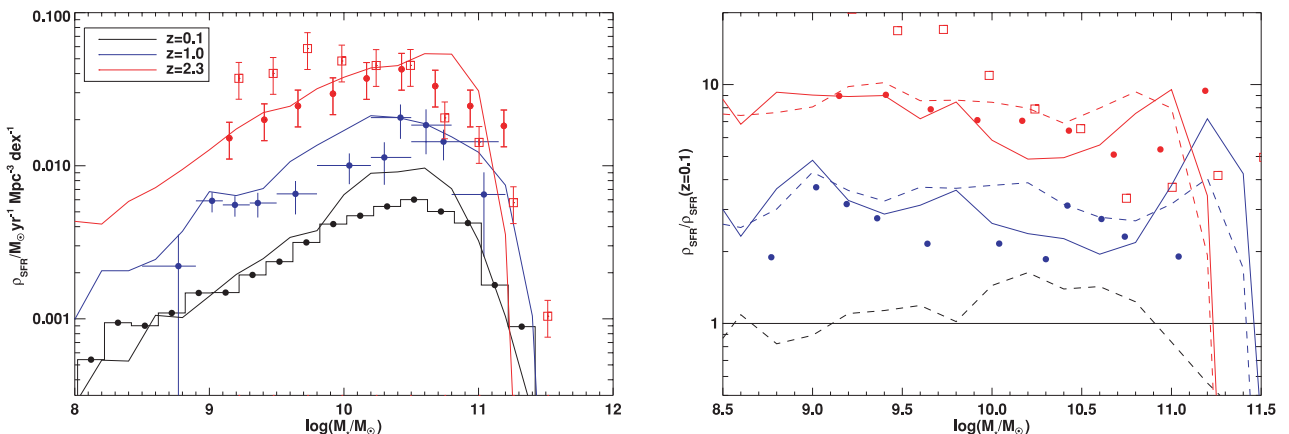 0.100
0.010
0.001
ρSFR/M⊙ yr⁻¹ Mpc⁻³ dex⁻¹
z=0.1
z=1.0
z=2.3
8 9 10 11 12
log(M*/M⊙)
10
1
ρSFR/ρSFR(z=0.1)
8.5 9.0 9.5 10.0 10.5 11.0 11.5
log(M*/M⊙)